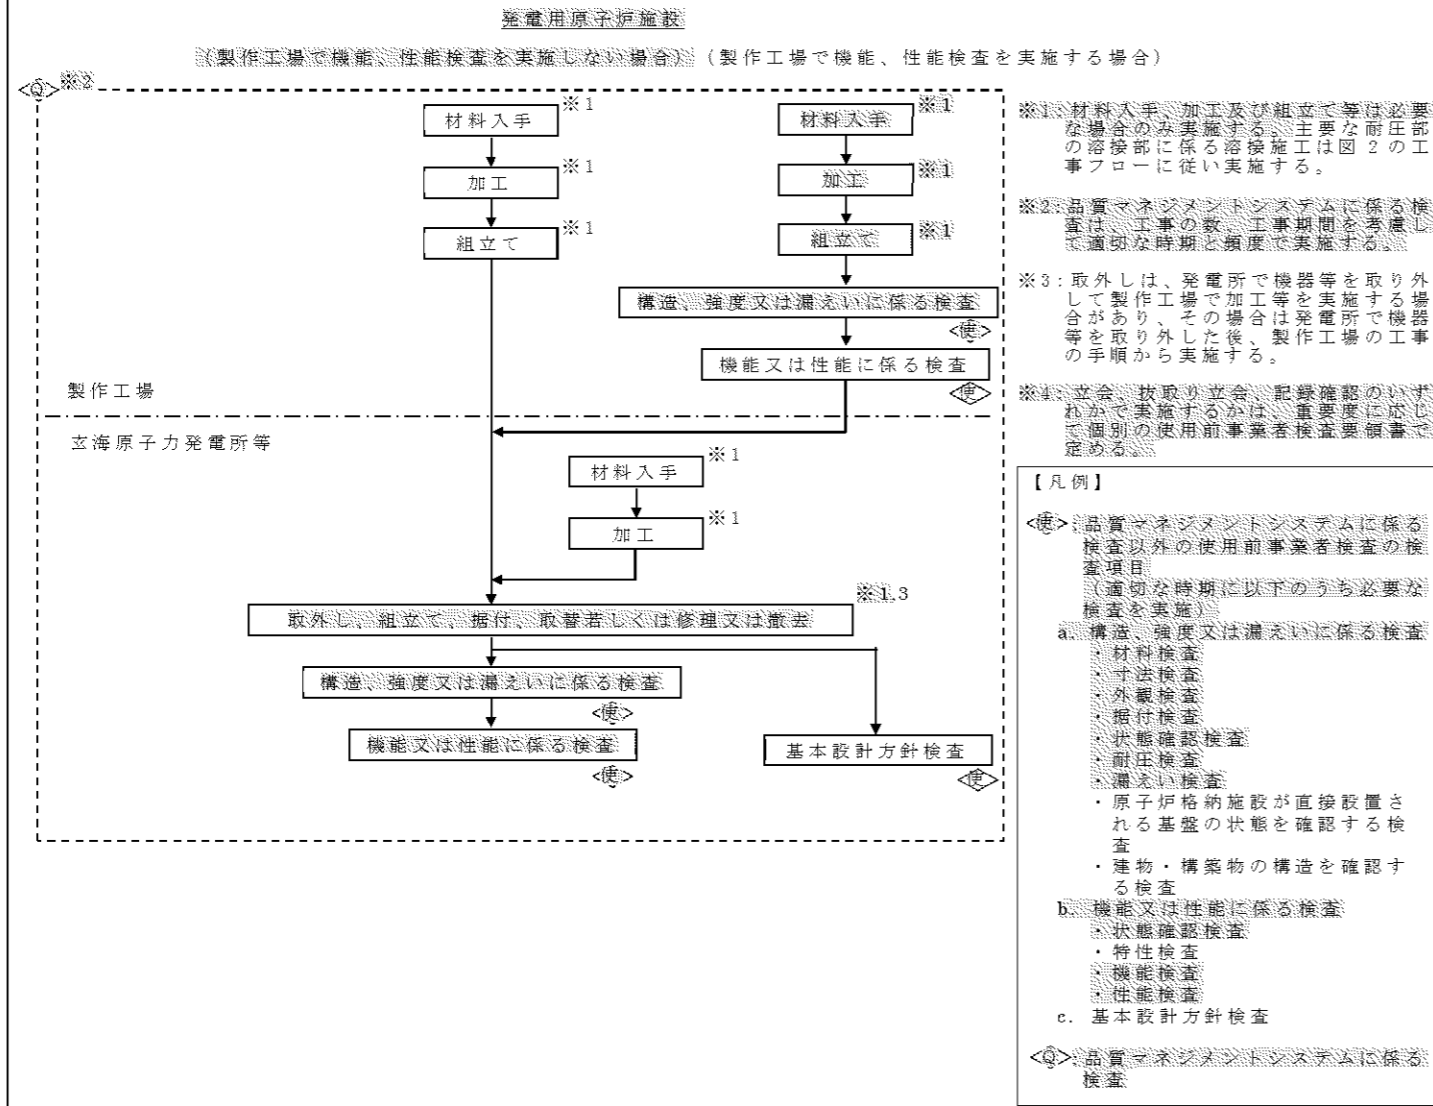 発電用原子炉施設
(製作工場で機能、性能検査を実施しない場合) (製作工場で機能、性能検査を実施する場合)
<Q> ※2
材料入手 ※1
加工 ※1
組立て ※1
材料入手 ※1
加工 ※1
組立て ※1
構造、強度又は漏えいに係る検査
<使>
機能又は性能に係る検査
<使>
製作工場
玄海原子力発電所等
材料入手 ※1
加工 ※1
取外し、組立て、据付、取替若しくは修理又は撤去 ※1,3
構造、強度又は漏えいに係る検査
<使>
機能又は性能に係る検査
<使>
基本設計方針検査
<使>
※1:材料入手、加工及び組立て等は必要
な場合のみ実施する。主要な耐圧部
の溶接部に係る溶接施工は図2の工
事フローに従い実施する。
※2:品質マネジメントシステムに係る検
査は、工事の数、工事期間を考慮し
て適切な時期と頻度で実施する。
※3:取外しは、発電所で機器等を取り外
して製作工場で加工等を実施する場
合があり、その場合は発電所で機器
等を取り外した後、製作工場の工事
の手順から実施する。
※4:立会、抜取り立会、記録確認のいず
れかで実施するかは、重要度に応じ
て個別の使用前事業者検査要領書で
定める。
【凡例】
<使>:品質マネジメントシステムに係る
検査以外の使用前事業者検査の検
査項目
(適切な時期に以下のうち必要な
検査を実施)
a. 構造、強度又は漏えいに係る検査
・材料検査
・寸法検査
・外観検査
・据付検査
・状態確認検査
・耐圧検査
・漏えい検査
・原子炉格納施設が直接設置さ
れる基盤の状態を確認する検
査
・建物・構築物の構造を確認す
る検査
b. 機能又は性能に係る検査
・状態確認検査
・特性検査
・機能検査
・性能検査
c. 基本設計方針検査
<Q>:品質マネジメントシステムに係る
検査